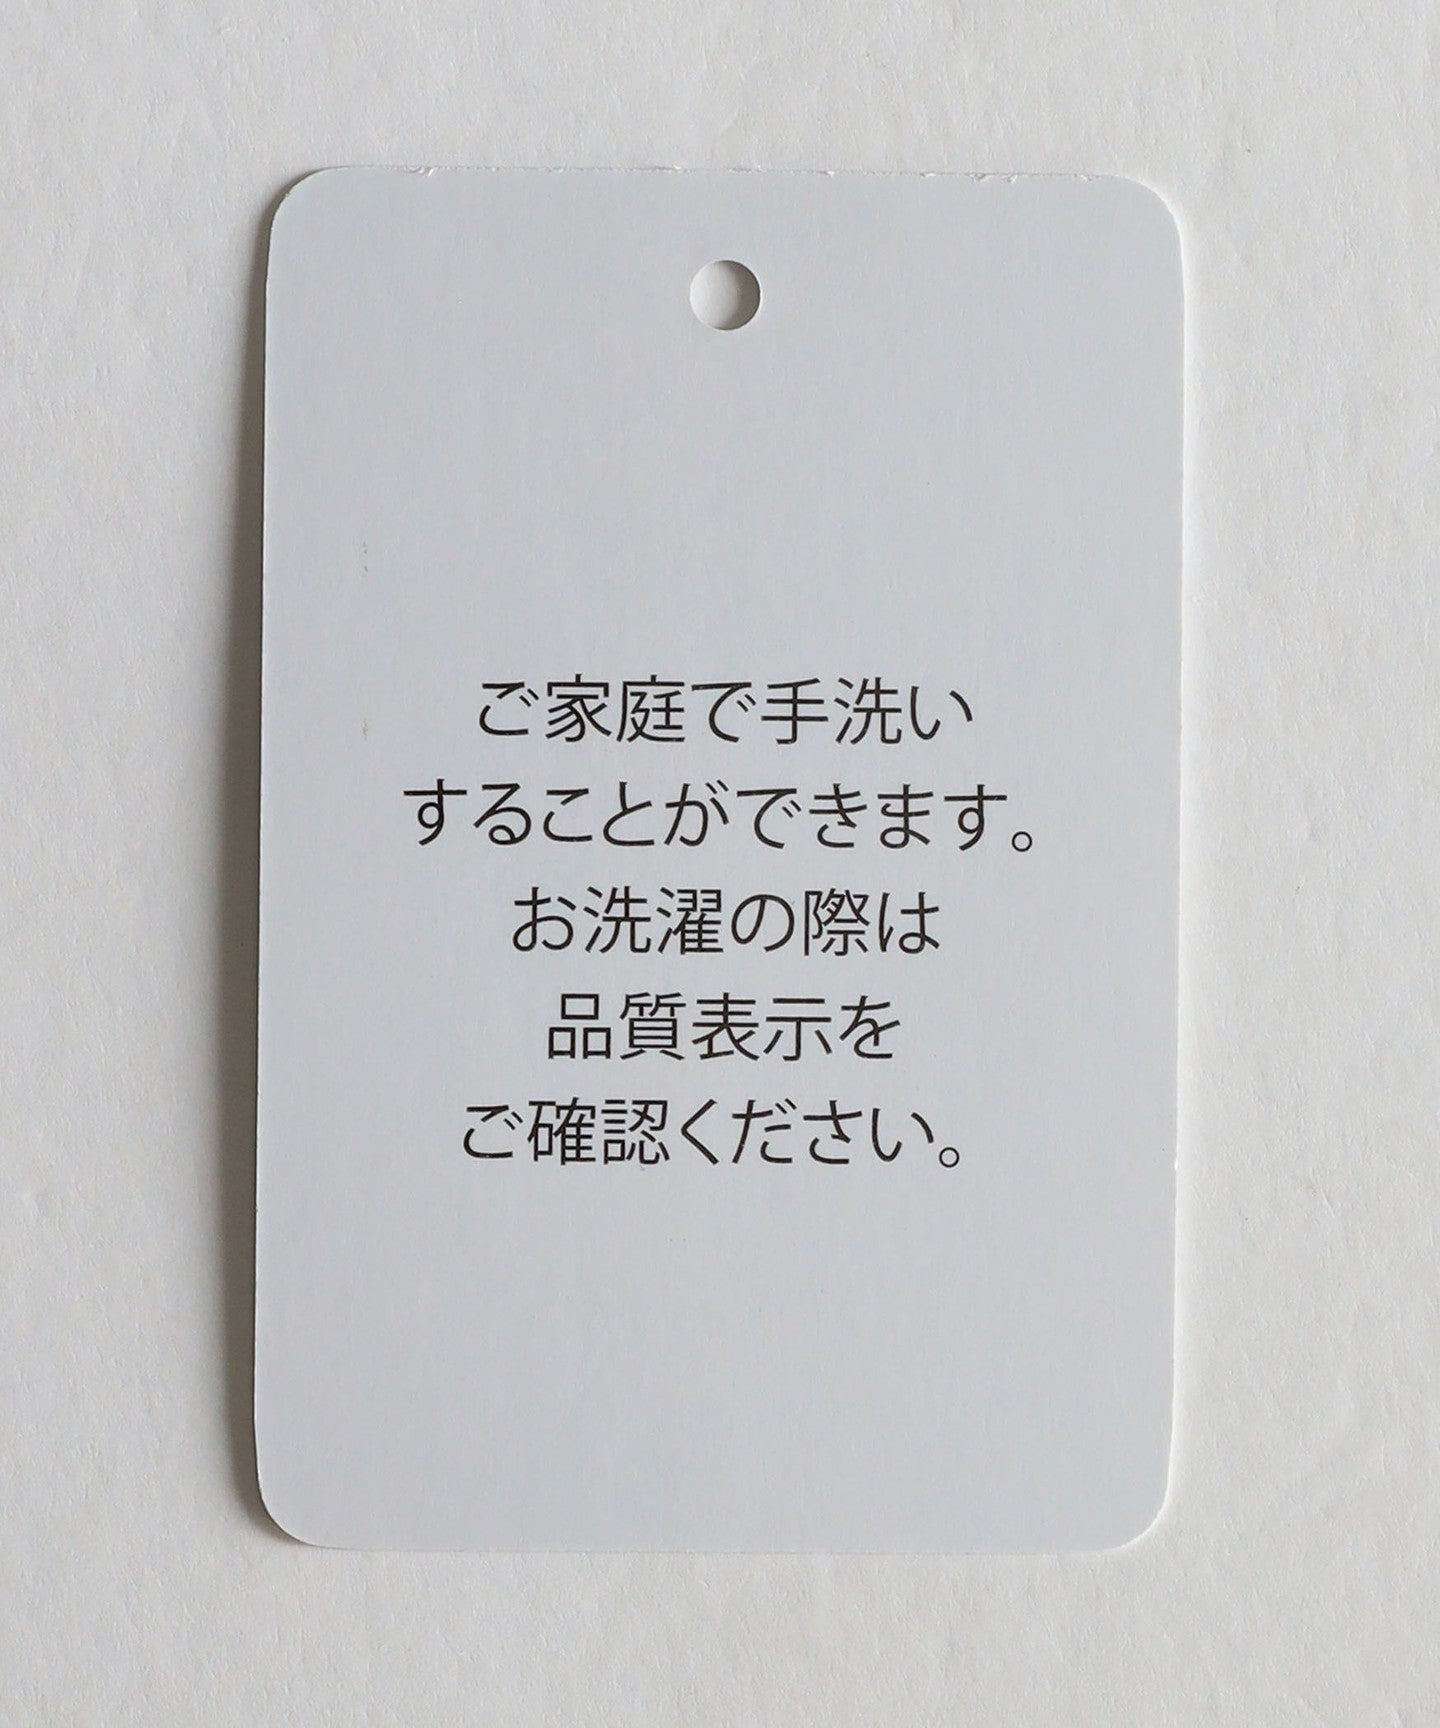 ご家庭で手洗い
することができます。
お洗濯の際は
品質表示を
ご確認ください。